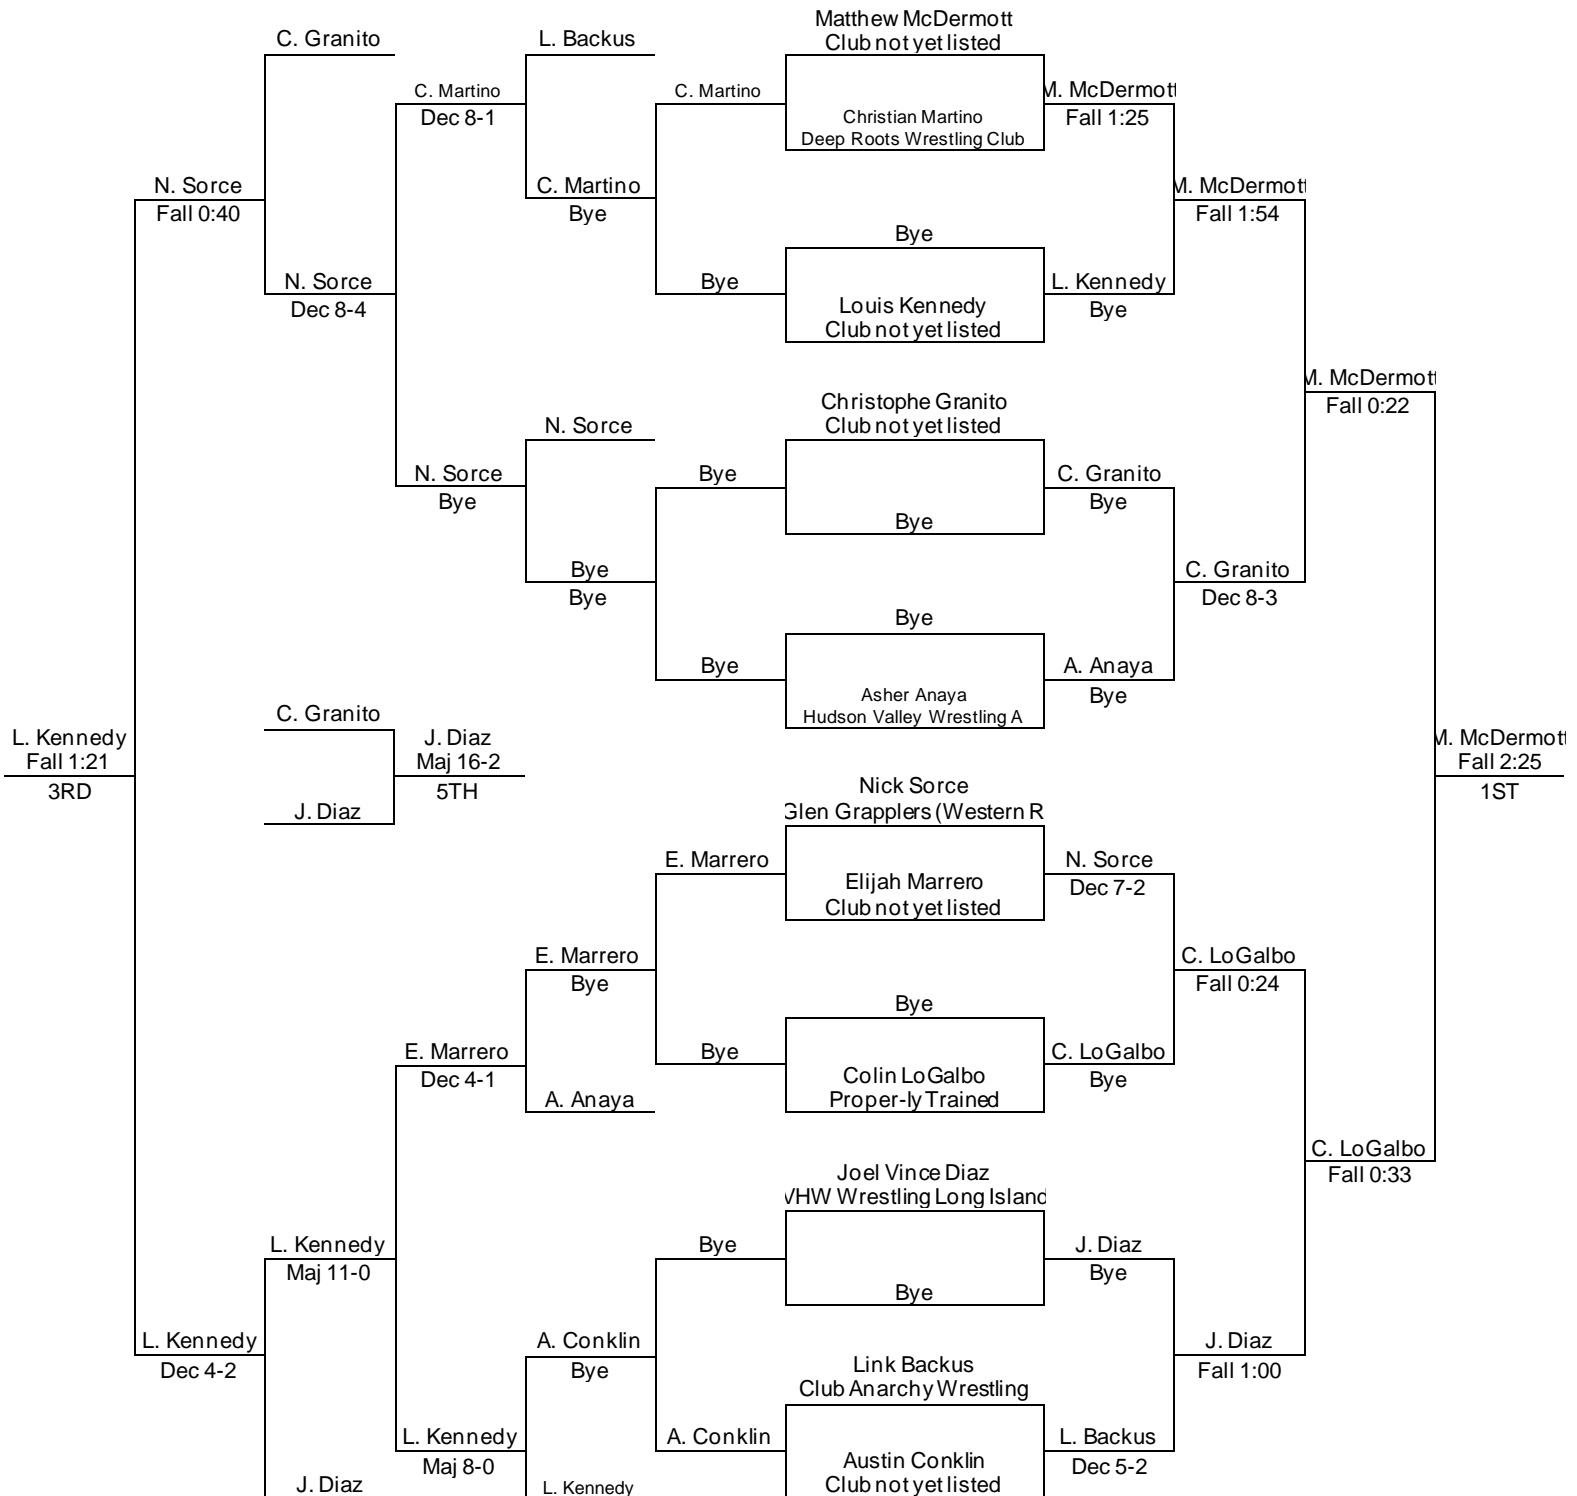 Matthew McDermott
C. Granito
L. Backus
Club not yet listed
C. Martino
C. Martino
M. McDermott
Dec 8-1
Christian Martino
Fall 1:25
Deep Roots Wrestling Club
N. Sorce
C. Martino
M. McDermott
Fall 0:40
Bye
Fall 1:54
Bye
N. Sorce
Bye
L. Kennedy
Dec 8-4
Louis Kennedy
Bye
Club not yet listed
M. McDermott
Christophe Granito
Fall 0:22
N. Sorce
Club not yet listed
N. Sorce
Bye
C. Granito
Bye
Bye
Bye
Bye
C. Granito
Bye
Dec 8-3
Bye
Bye
A. Anaya
Asher Anaya
Bye
C. Granito
Hudson Valley Wrestling A
L. Kennedy
J. Diaz
M. McDermott
Fall 1:21
Maj 16-2
Fall 2:25
3RD
5TH
Nick Sorce
1ST
J. Diaz
Glen Grapplers (Western R
E. Marrero
N. Sorce
Elijah Marrero
Dec 7-2
Club not yet listed
E. Marrero
C. LoGalbo
Bye
Fall 0:24
Bye
E. Marrero
Bye
C. LoGalbo
Dec 4-1
Colin LoGalbo
Bye
A. Anaya
Proper-ly Trained
C. LoGalbo
Joel Vince Diaz
Fall 0:33
VHW Wrestling Long Island
L. Kennedy
Bye
J. Diaz
Maj 11-0
Bye
Bye
L. Kennedy
A. Conklin
J. Diaz
Dec 4-2
Bye
Link Backus
Fall 1:00
Club Anarchy Wrestling
L. Kennedy
A. Conklin
L. Backus
Maj 8-0
Austin Conklin
Dec 5-2
J. Diaz
L. Kennedy
Club not yet listed